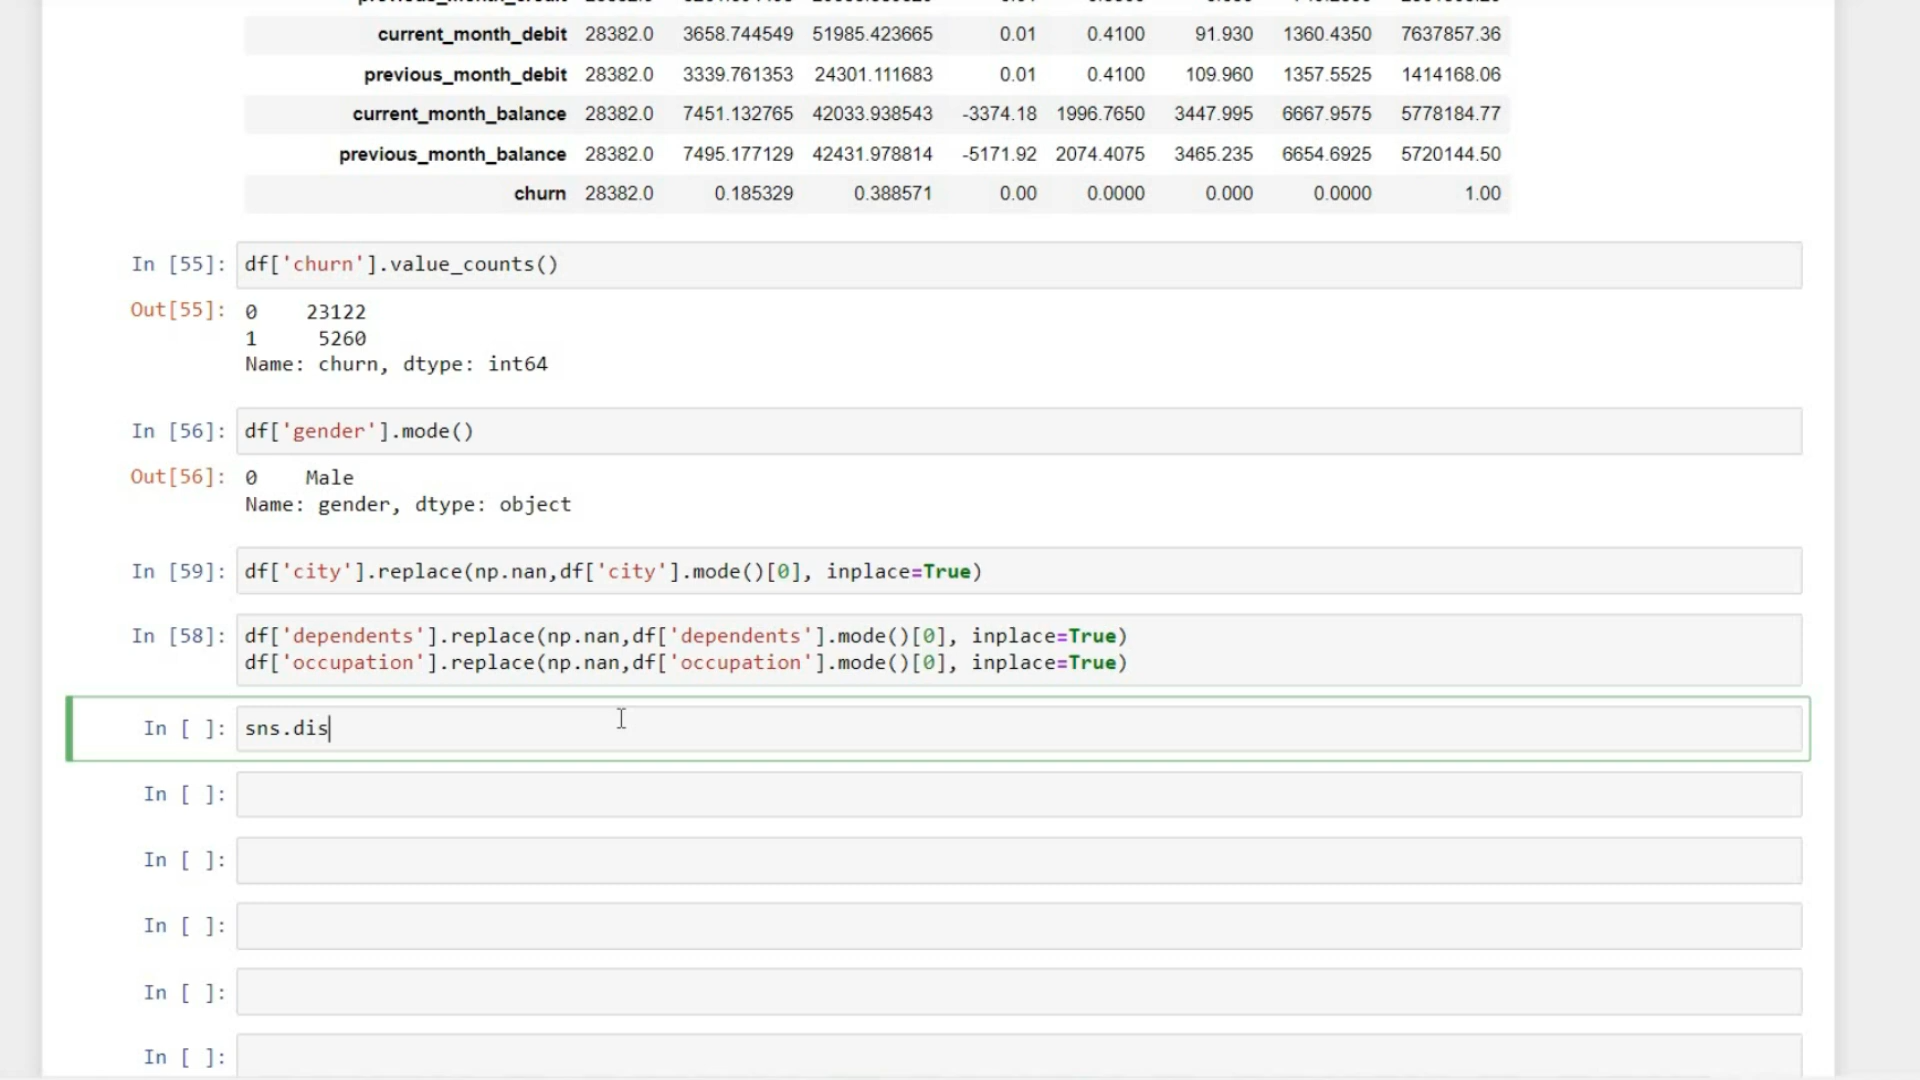 current_month_debit 28382.0 3658.744549 51985.423665 0.01 0.4100 91.930 1360.4350 7637857.36
previous_month_debit 28382.0 3339.761353 24301.111683 0.01 0.4100 109.960 1357.5525 1414168.06
current_month_balance 28382.0 7451.132765 42033.938543 -3374.18 1996.7650 3447.995 6667.9575 5778184.77
previous_month_balance 28382.0 7495.177129 42431.978814 -5171.92 2074.4075 3465.235 6654.6925 5720144.50
churn 28382.0 0.185329 0.388571 0.00 0.0000 0.000 0.0000 1.00
In [55]: df['churn'].value_counts()
Out[55]: 0 23122
1 5260
Name: churn, dtype: int64
In [56]: df['gender'].mode()
Out[56]: 0 Male
Name: gender, dtype: object
In [59]: df['city'].replace(np.nan,df['city'].mode()[0], inplace=True)
In [58]: df['dependents'].replace(np.nan,df['dependents'].mode()[0], inplace=True)
df['occupation'].replace(np.nan,df['occupation'].mode()[0], inplace=True)
In [ ]: sns.dis
In [ ]:
In [ ]:
In [ ]:
In [ ]:
In [ ]: